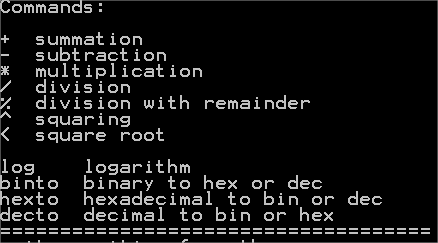 Commands:
+ summation
- subtraction
* multiplication
/ division
% division with remainder
^ squaring
< square root
log logarithm
binto binary to hex or dec
hexto hexadecimal to bin or dec
decto decimal to bin or hex
====================================